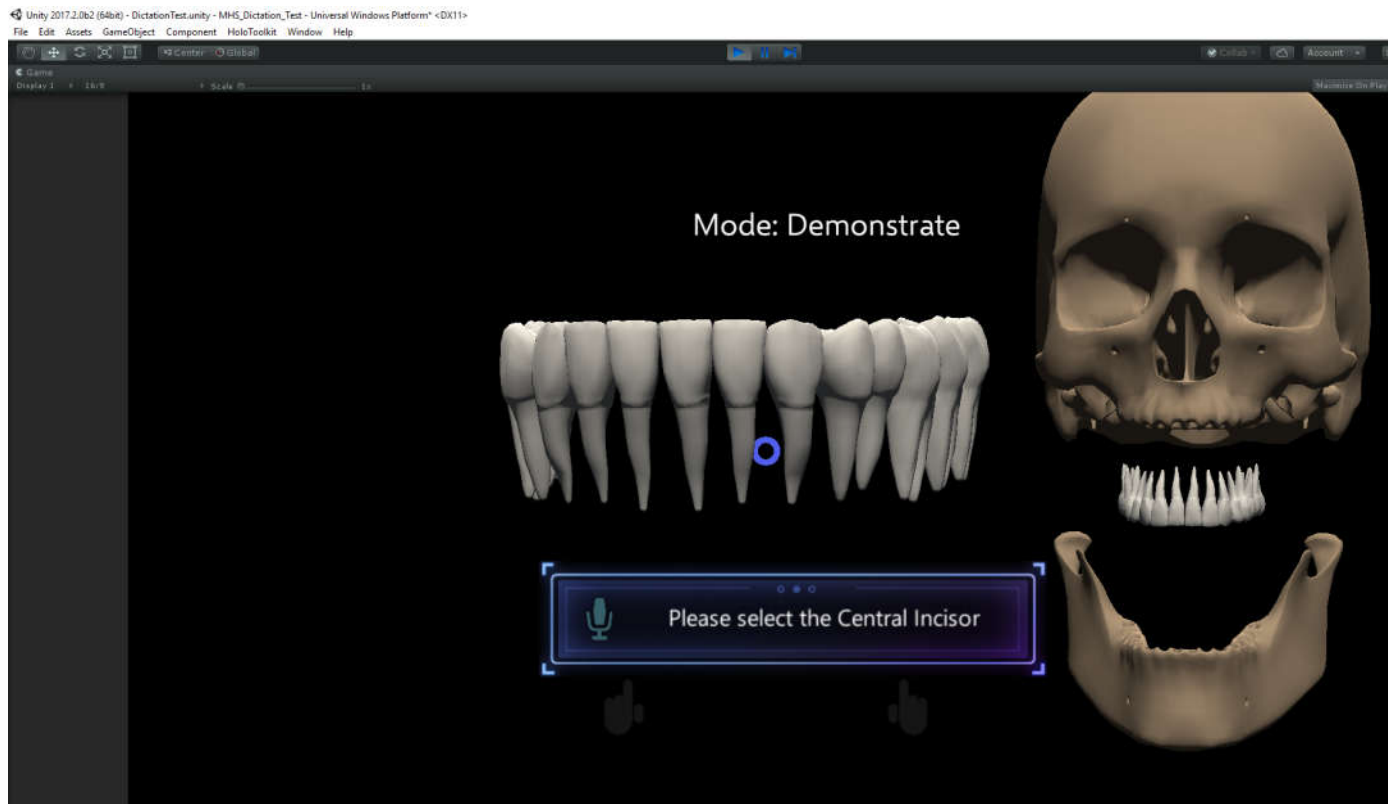 Unity 2017.2.0b2 (64bit) - DictationTest.unity - MHS_Dictation_Test - Universal Windows Platform* <DX11>
File Edit Assets GameObject Component HoloToolkit Window Help
Center Global Collab Account
Game
Display 1 16:9 Scale 1x Maximize On Play
Mode: Demonstrate
Please select the Central Incisor